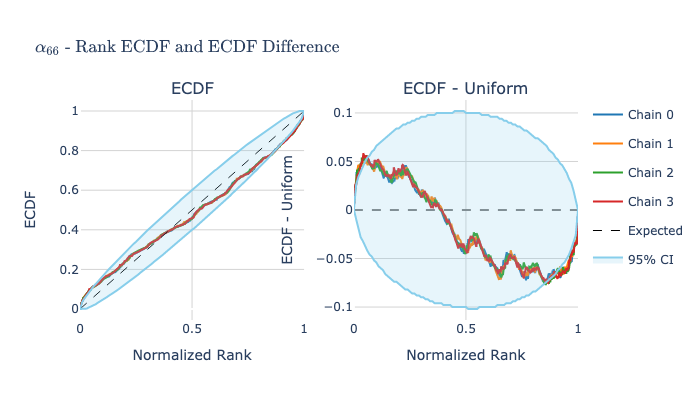 α₆₆ - Rank ECDF and ECDF Difference
ECDF
ECDF
1
0.8
0.6
0.4
0.2
0
0
0.5
1
Normalized Rank
ECDF - Uniform
ECDF - Uniform
0.1
0.05
0
−0.05
−0.1
0
0.5
1
Normalized Rank
Chain 0
Chain 1
Chain 2
Chain 3
Expected
95% CI